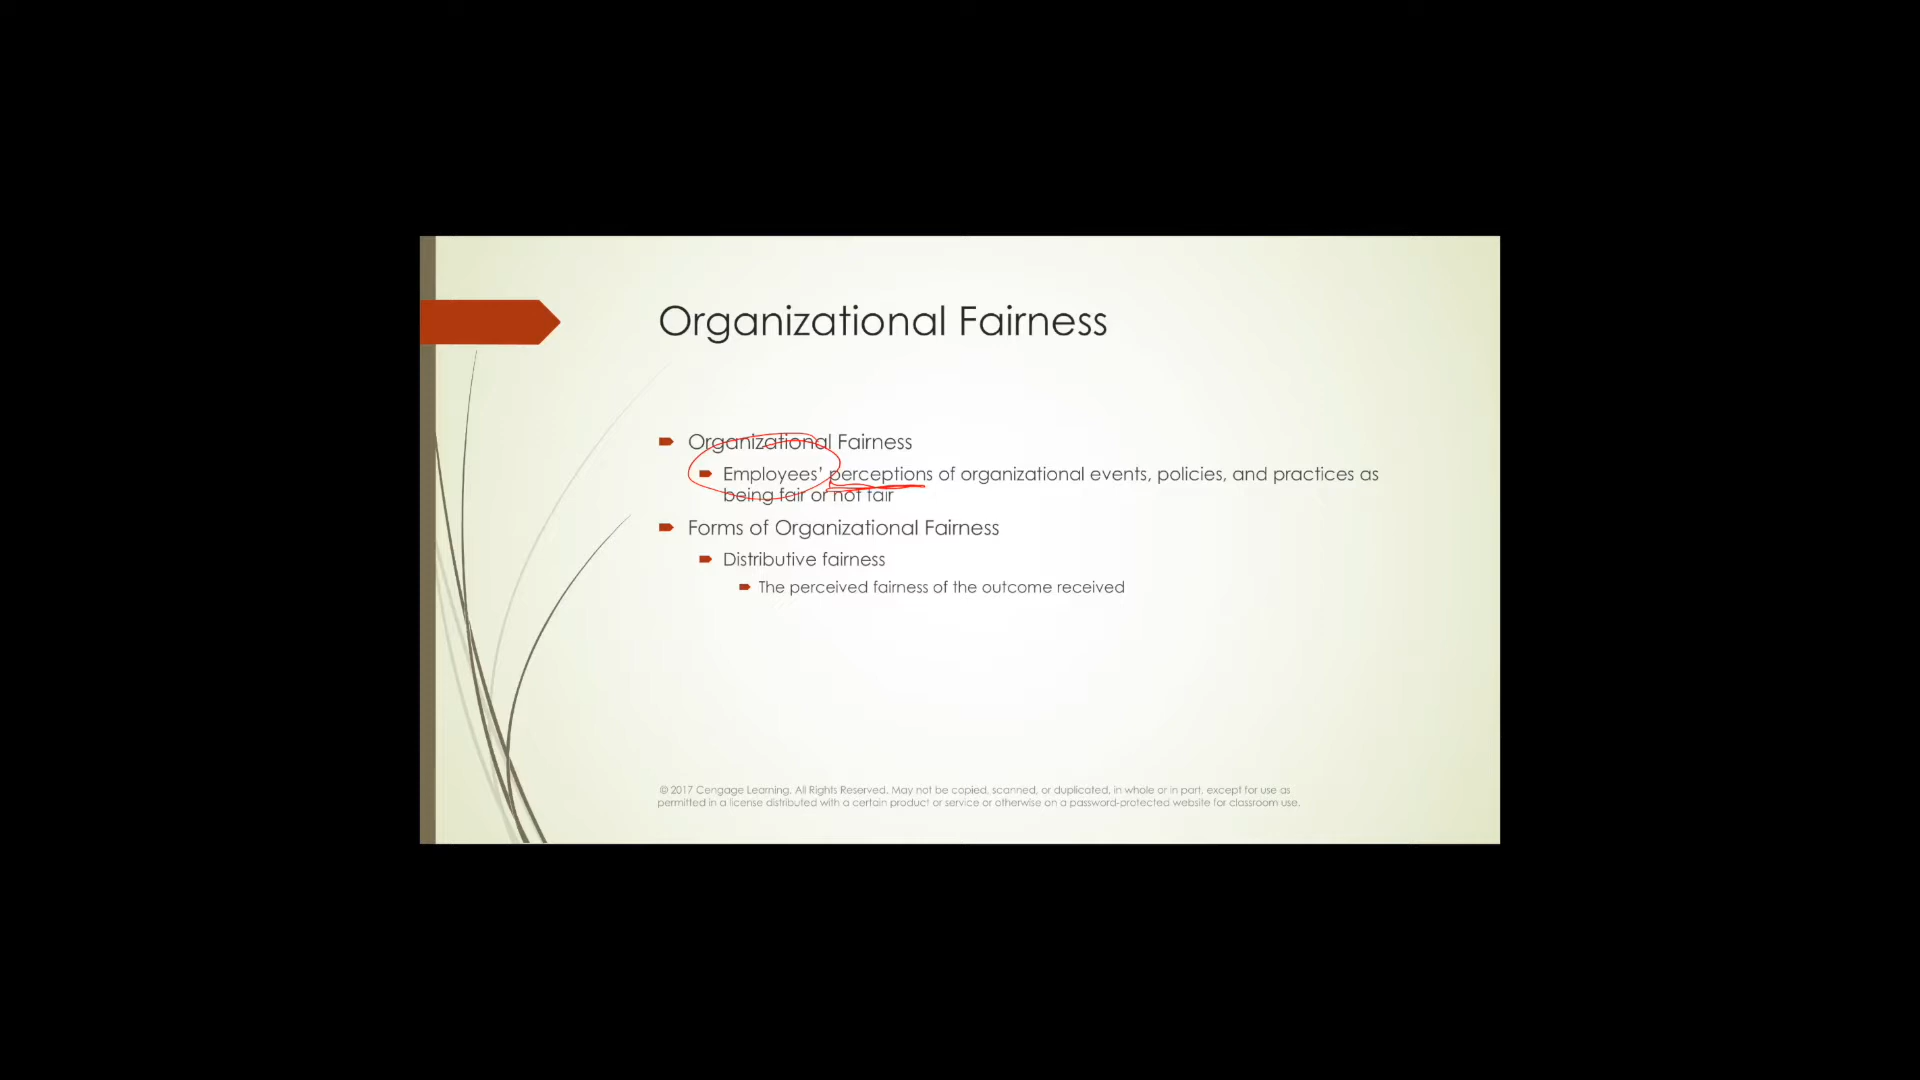 Organizational Fairness
Organizational Fairness
Employees’ perceptions of organizational events, policies, and practices as
being fair or not fair
Forms of Organizational Fairness
Distributive fairness
The perceived fairness of the outcome received
© 2017 Cengage Learning. All Rights Reserved. May not be copied, scanned, or duplicated, in whole or in part, except for use as
permitted in a license distributed with a certain product or service or otherwise on a password-protected website for classroom use.